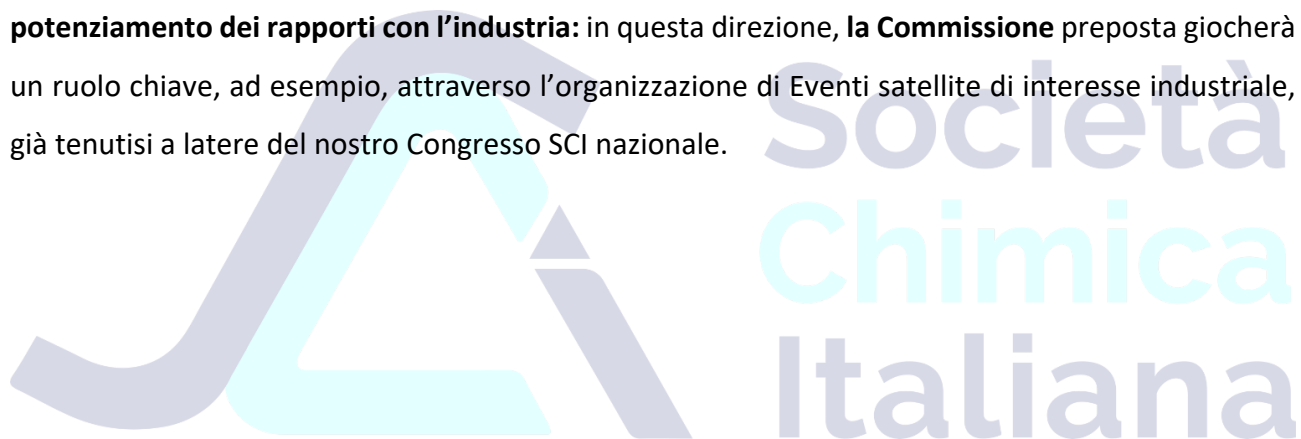 potenziamento dei rapporti con l’industria: in questa direzione, la Commissione preposta giocherà
un ruolo chiave, ad esempio, attraverso l’organizzazione di Eventi satellite di interesse industriale,
già tenutisi a latere del nostro Congresso SCI nazionale.
Società
Chimica
Italiana